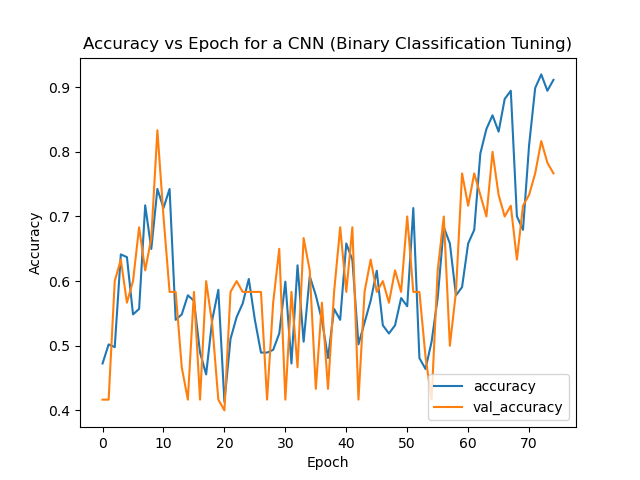 Accuracy vs Epoch for a CNN (Binary Classification Tuning)
0.9
0.8
0.7
0.6
0.5
0.4
Accuracy
accuracy
val_accuracy
0 10 20 30 40 50 60 70
Epoch